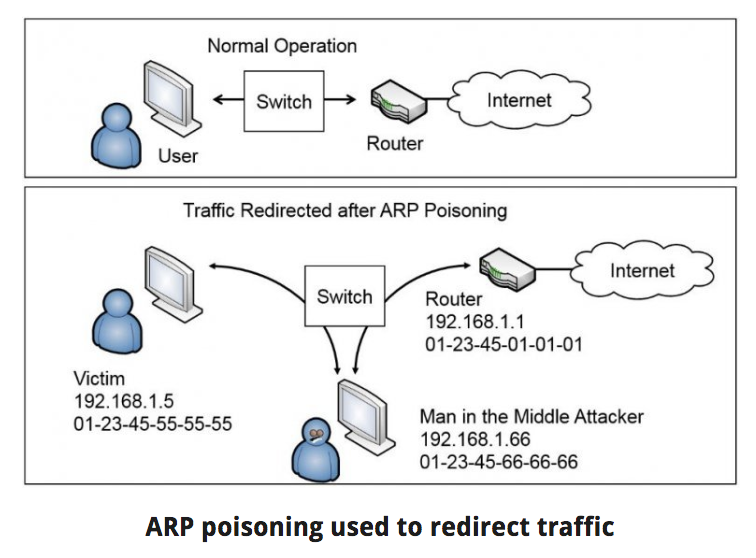 Normal Operation
Switch
Internet
User
Router
Traffic Redirected after ARP Poisoning
Switch
Internet
Router
192.168.1.1
01-23-45-01-01-01
Victim
192.168.1.5
01-23-45-55-55-55
Man in the Middle Attacker
192.168.1.66
01-23-45-66-66-66
ARP poisoning used to redirect traffic